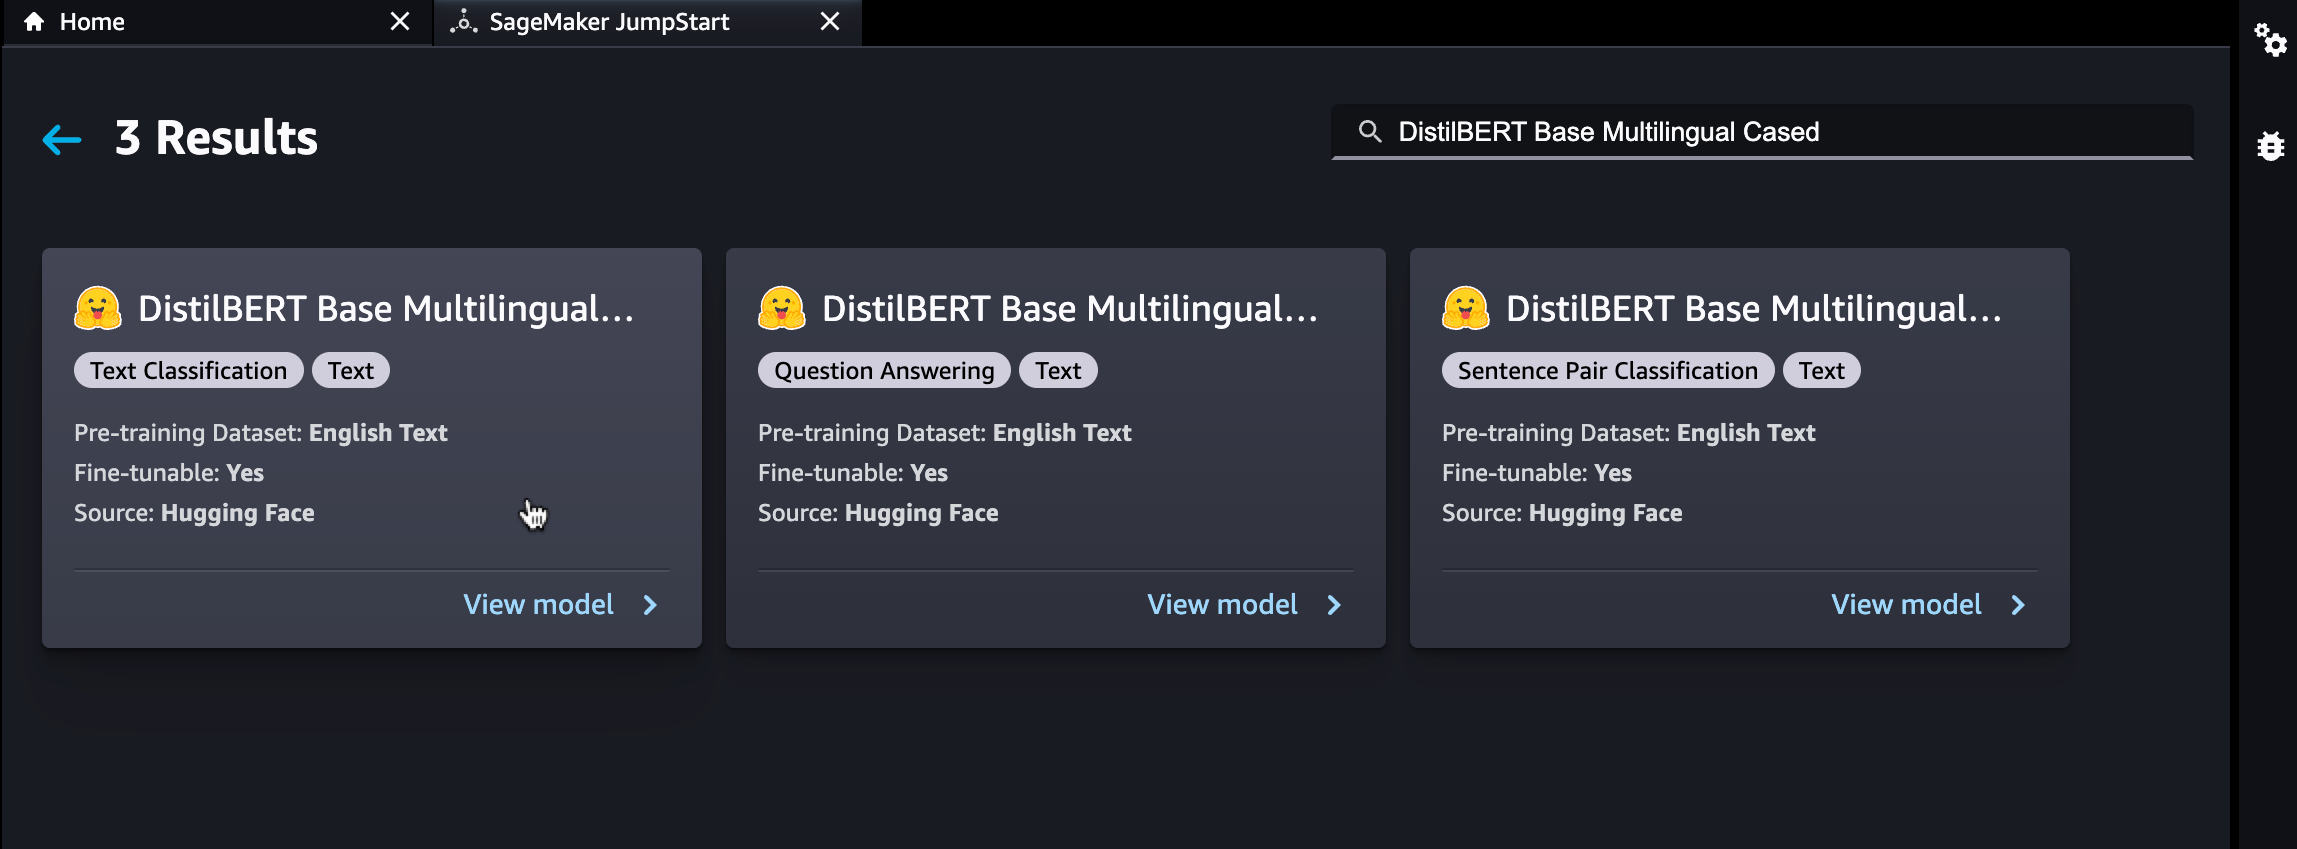 Home
SageMaker JumpStart
3 Results
DistilBERT Base Multilingual Cased
DistilBERT Base Multilingual...
Text Classification Text
Pre-training Dataset: English Text
Fine-tunable: Yes
Source: Hugging Face
View model
DistilBERT Base Multilingual...
Question Answering Text
Pre-training Dataset: English Text
Fine-tunable: Yes
Source: Hugging Face
View model
DistilBERT Base Multilingual...
Sentence Pair Classification Text
Pre-training Dataset: English Text
Fine-tunable: Yes
Source: Hugging Face
View model